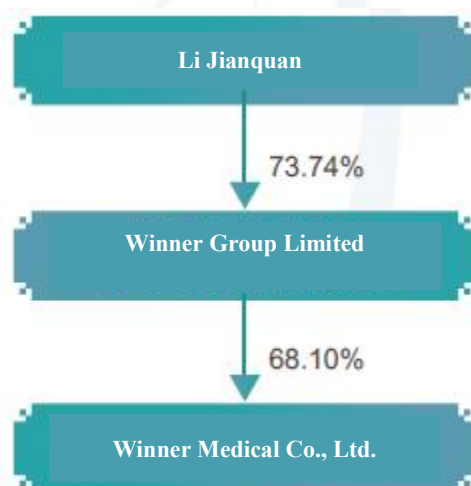 Li Jianquan
73.74%
Winner Group Limited
68.10%
Winner Medical Co., Ltd.